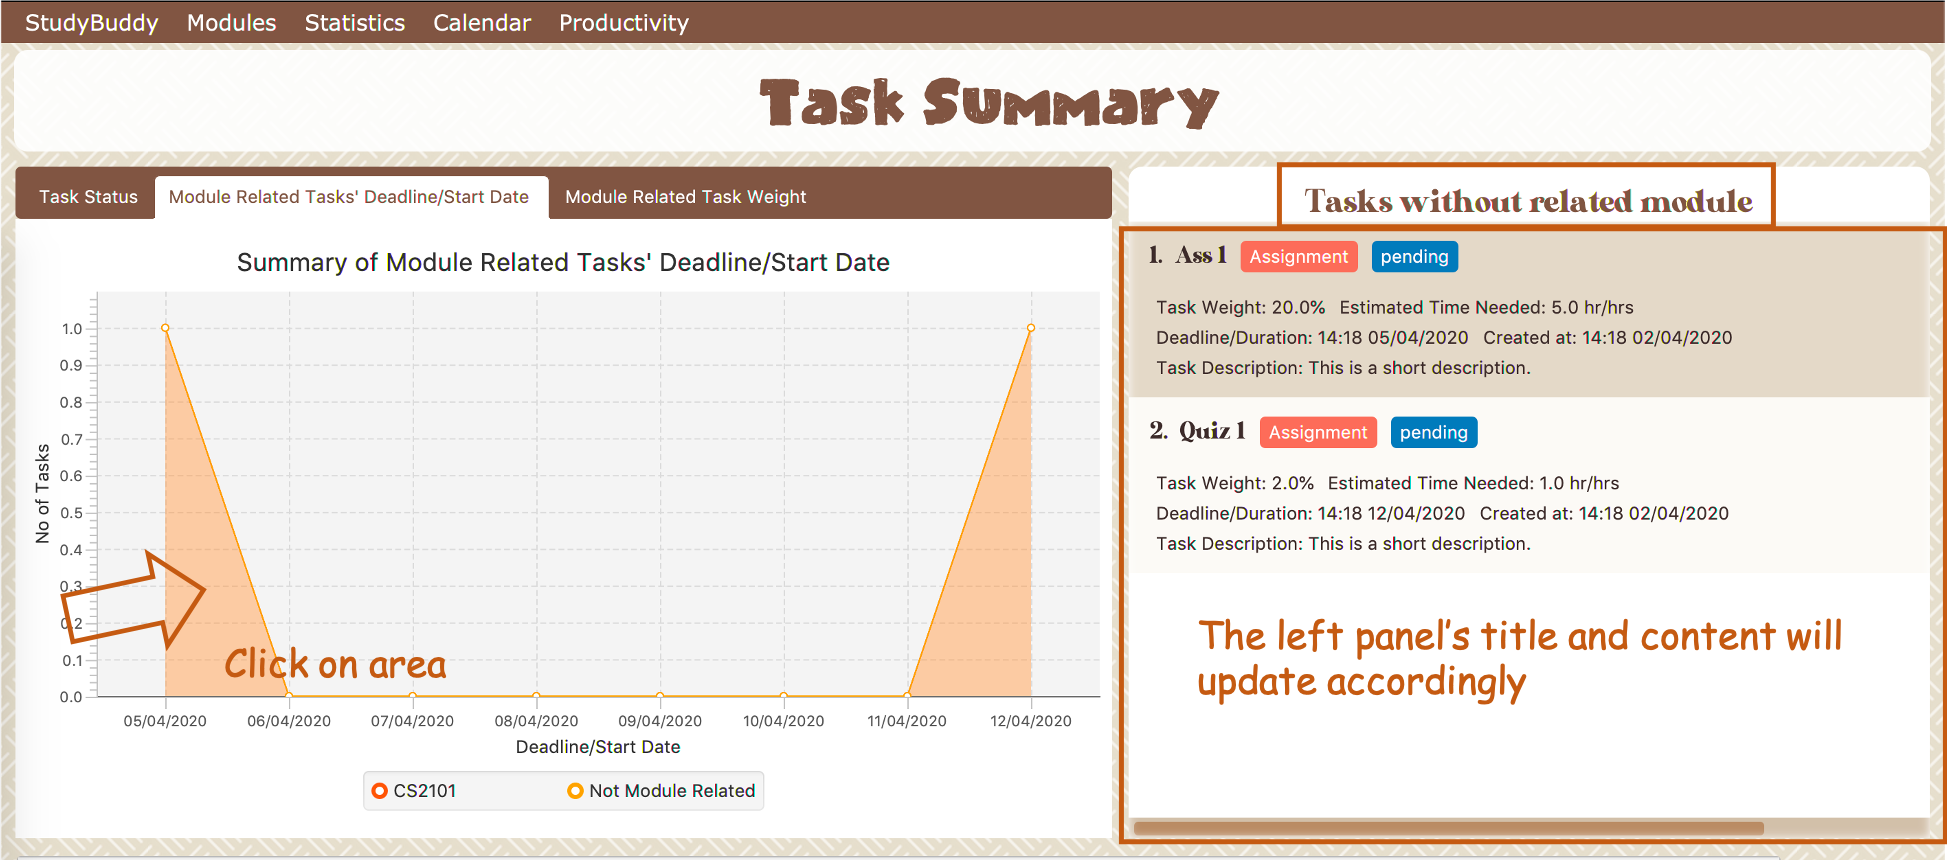 StudyBuddy Modules Statistics Calendar Productivity
Task Summary
Task Status Module Related Tasks' Deadline/Start Date Module Related Task Weight
Summary of Module Related Tasks' Deadline/Start Date
No of Tasks
1.0
0.9
0.8
0.7
0.6
0.5
0.4
0.3
0.2
0.1
0.0
Click on area
05/04/2020 06/04/2020 07/04/2020 08/04/2020 09/04/2020 10/04/2020 11/04/2020 12/04/2020
Deadline/Start Date
CS2101 Not Module Related
Tasks without related module
1. Ass 1 Assignment pending
Task Weight: 20.0% Estimated Time Needed: 5.0 hr/hrs
Deadline/Duration: 14:18 05/04/2020 Created at: 14:18 02/04/2020
Task Description: This is a short description.
2. Quiz 1 Assignment pending
Task Weight: 2.0% Estimated Time Needed: 1.0 hr/hrs
Deadline/Duration: 14:18 12/04/2020 Created at: 14:18 02/04/2020
Task Description: This is a short description.
The left panel's title and content will
update accordingly